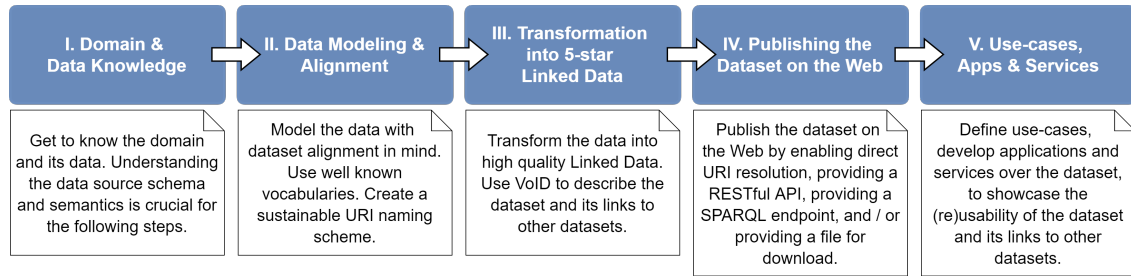 I. Domain &
Data Knowledge
II. Data Modeling &
Alignment
III. Transformation
into 5-star
Linked Data
IV. Publishing the
Dataset on the Web
V. Use-cases,
Apps & Services
Get to know the domain
and its data. Understanding
the data source schema
and semantics is crucial for
the following steps.
Model the data with
dataset alignment in mind.
Use well known
vocabularies. Create a
sustainable URI naming
scheme.
Transform the data into
high quality Linked Data.
Use VoID to describe the
dataset and its links to
other datasets.
Publish the dataset on
the Web by enabling direct
URI resolution, providing a
RESTful API, providing a
SPARQL endpoint, and / or
providing a file for
download.
Define use-cases,
develop applications and
services over the dataset,
to showcase the
(re)usability of the dataset
and its links to other
datasets.